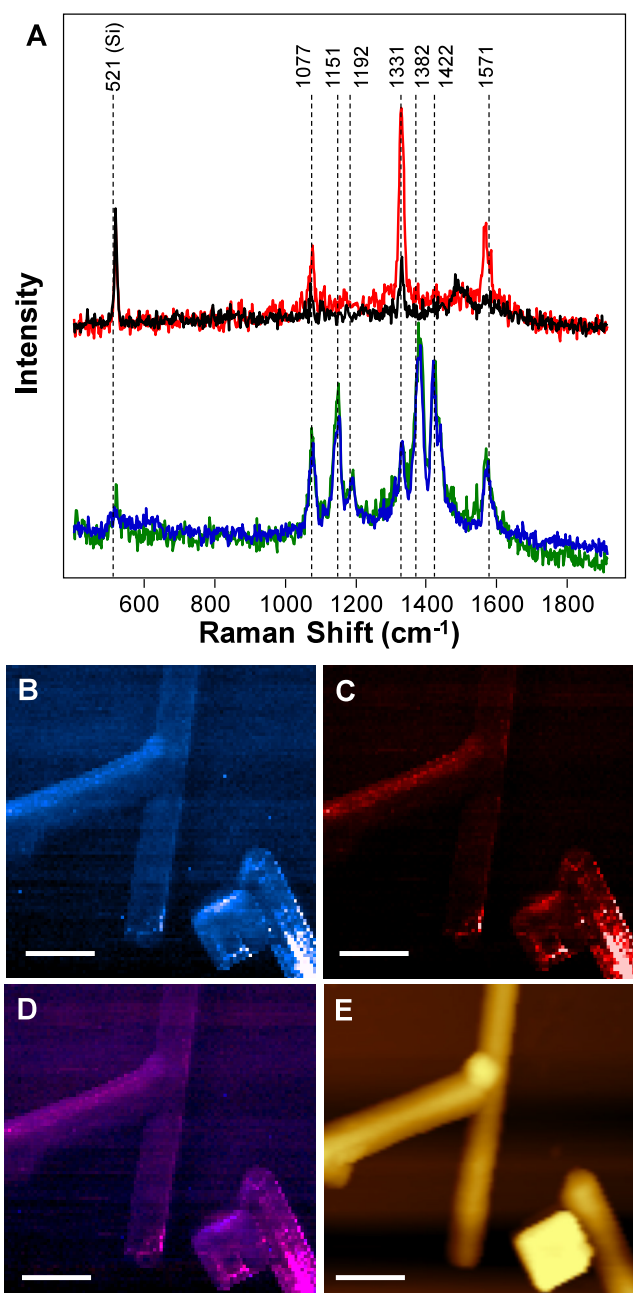 A
521 (Si)
1077
1151
1192
1331
1382
1422
1571
Intensity
600 800 1000 1200 1400 1600 1800
Raman Shift (cm-1)
B
C
D
E